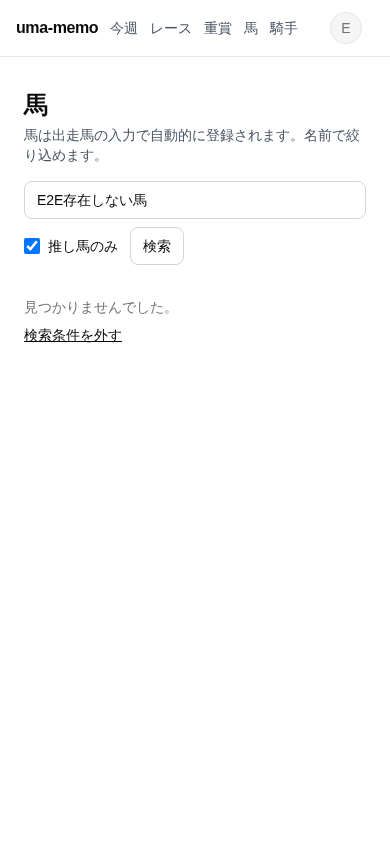 uma-memo 今週 レース 重賞 馬 騎手 E
馬
馬は出走馬の入力で自動的に登録されます。名前で絞
り込めます。
E2E存在しない馬
推し馬のみ 検索
見つかりませんでした。
検索条件を外す